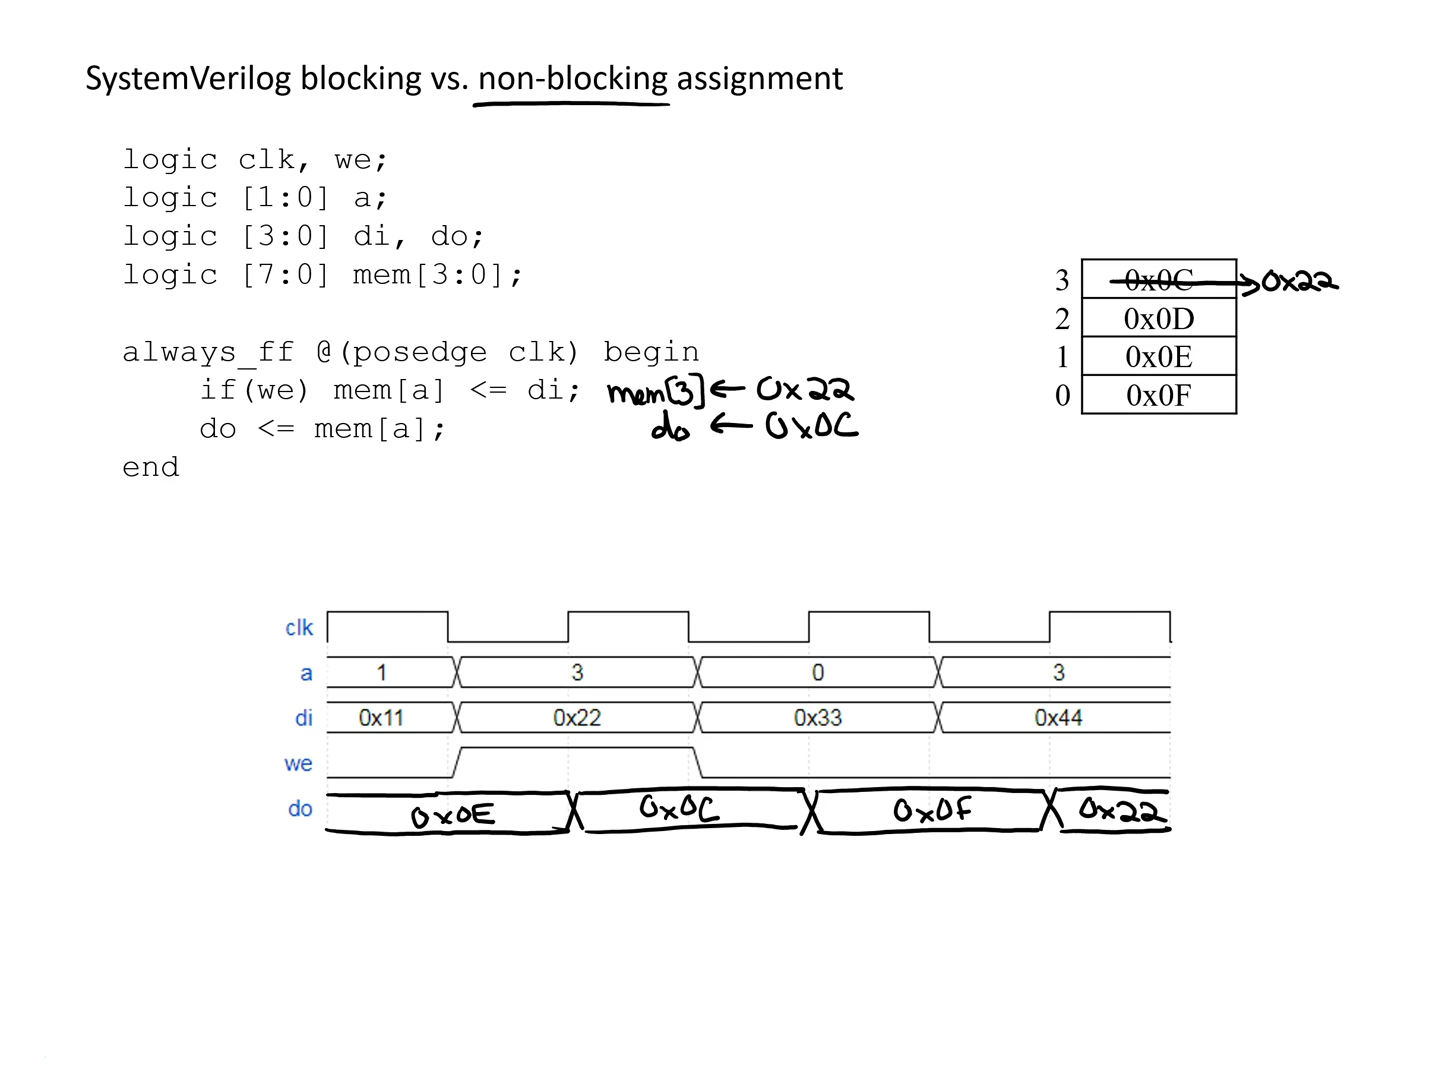 SystemVerilog blocking vs. non-blocking assignment
logic clk, we;
logic [1:0] a;
logic [3:0] di, do;
logic [7:0] mem[3:0];
3 0x0C 0x22
2 0x0D
1 0x0E
0 0x0F
always_ff @(posedge clk) begin
if(we) mem[a] <= di; mem[3] ← 0x22
do <= mem[a]; do ← 0x0C
end
clk
a 1 3 0 3
di 0x11 0x22 0x33 0x44
we
do 0x0E 0x0C 0x0F 0x22